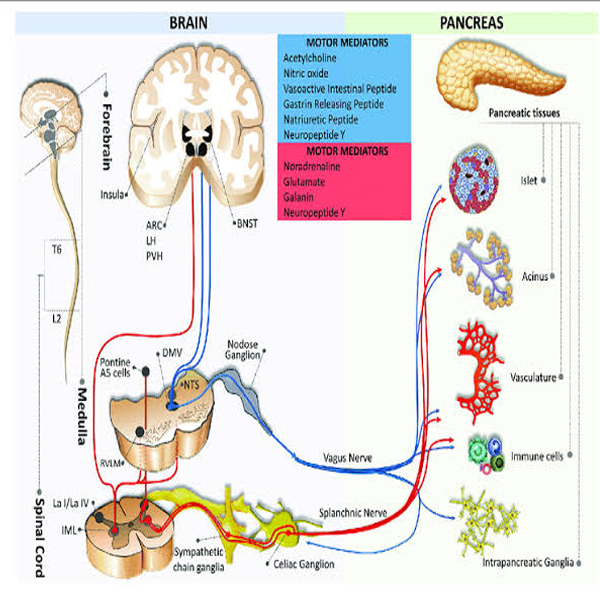 BRAIN
PANCREAS
MOTOR MEDIATORS
Acetylcholine
Nitric oxide
Vasoactive Intestinal Peptide
Gastrin Releasing Peptide
Natriuretic Peptide
Neuropeptide Y
MOTOR MEDIATORS
Noradrenaline
Glutamate
Galanin
Neuropeptide Y
Pancreatic tissues
Forebrain
Insula
ARC
LH
PVH
BNST
Islet
T6
Acinus
L2
Pontine
A5 cells
DMV
NTS
Nodose
Ganglion
Vasculature
Medulla
RVLM
Vagus Nerve
Immune cells
Spinal Cord
La I/La IV
IML
Splanchnic Nerve
Sympathetic
chain ganglia
Celiac Ganglion
Intrapancreatic Ganglia